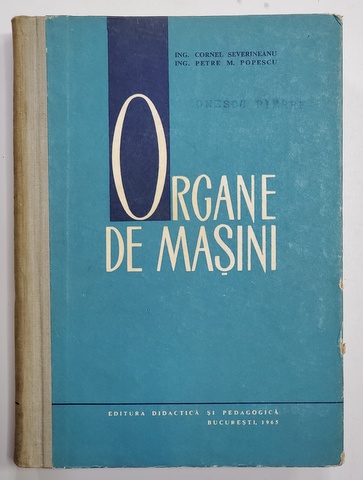 ING. CORNEL SEVERINEANU
ING. PETRE M. POPESCU
ORGANE
DE MAȘINI
EDITURA DIDACTICĂ ȘI PEDAGOGICĂ
BUCUREȘTI, 1965